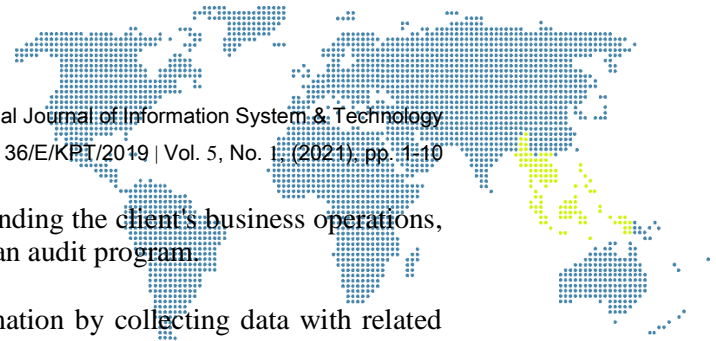 al Journal of Information System & Technology
36/E/KPT/2019 | Vol. 5, No. 1, (2021), pp. 1-10
nding the client's business operations,
an audit program.
nation by collecting data with related